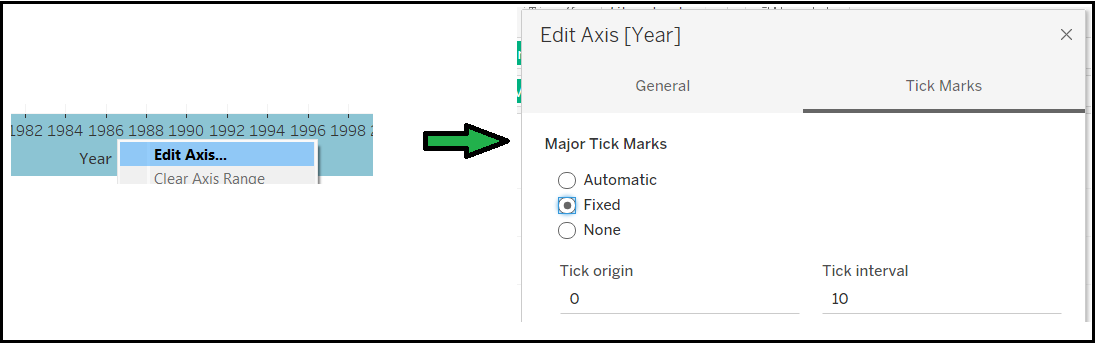 1982 1984 1986 1988 1990 1992 1994 1996 1998
Year
Edit Axis...
Clear Axis Range
Edit Axis [Year]
General
Tick Marks
Major Tick Marks
Automatic
Fixed
None
Tick origin
Tick interval
0
10